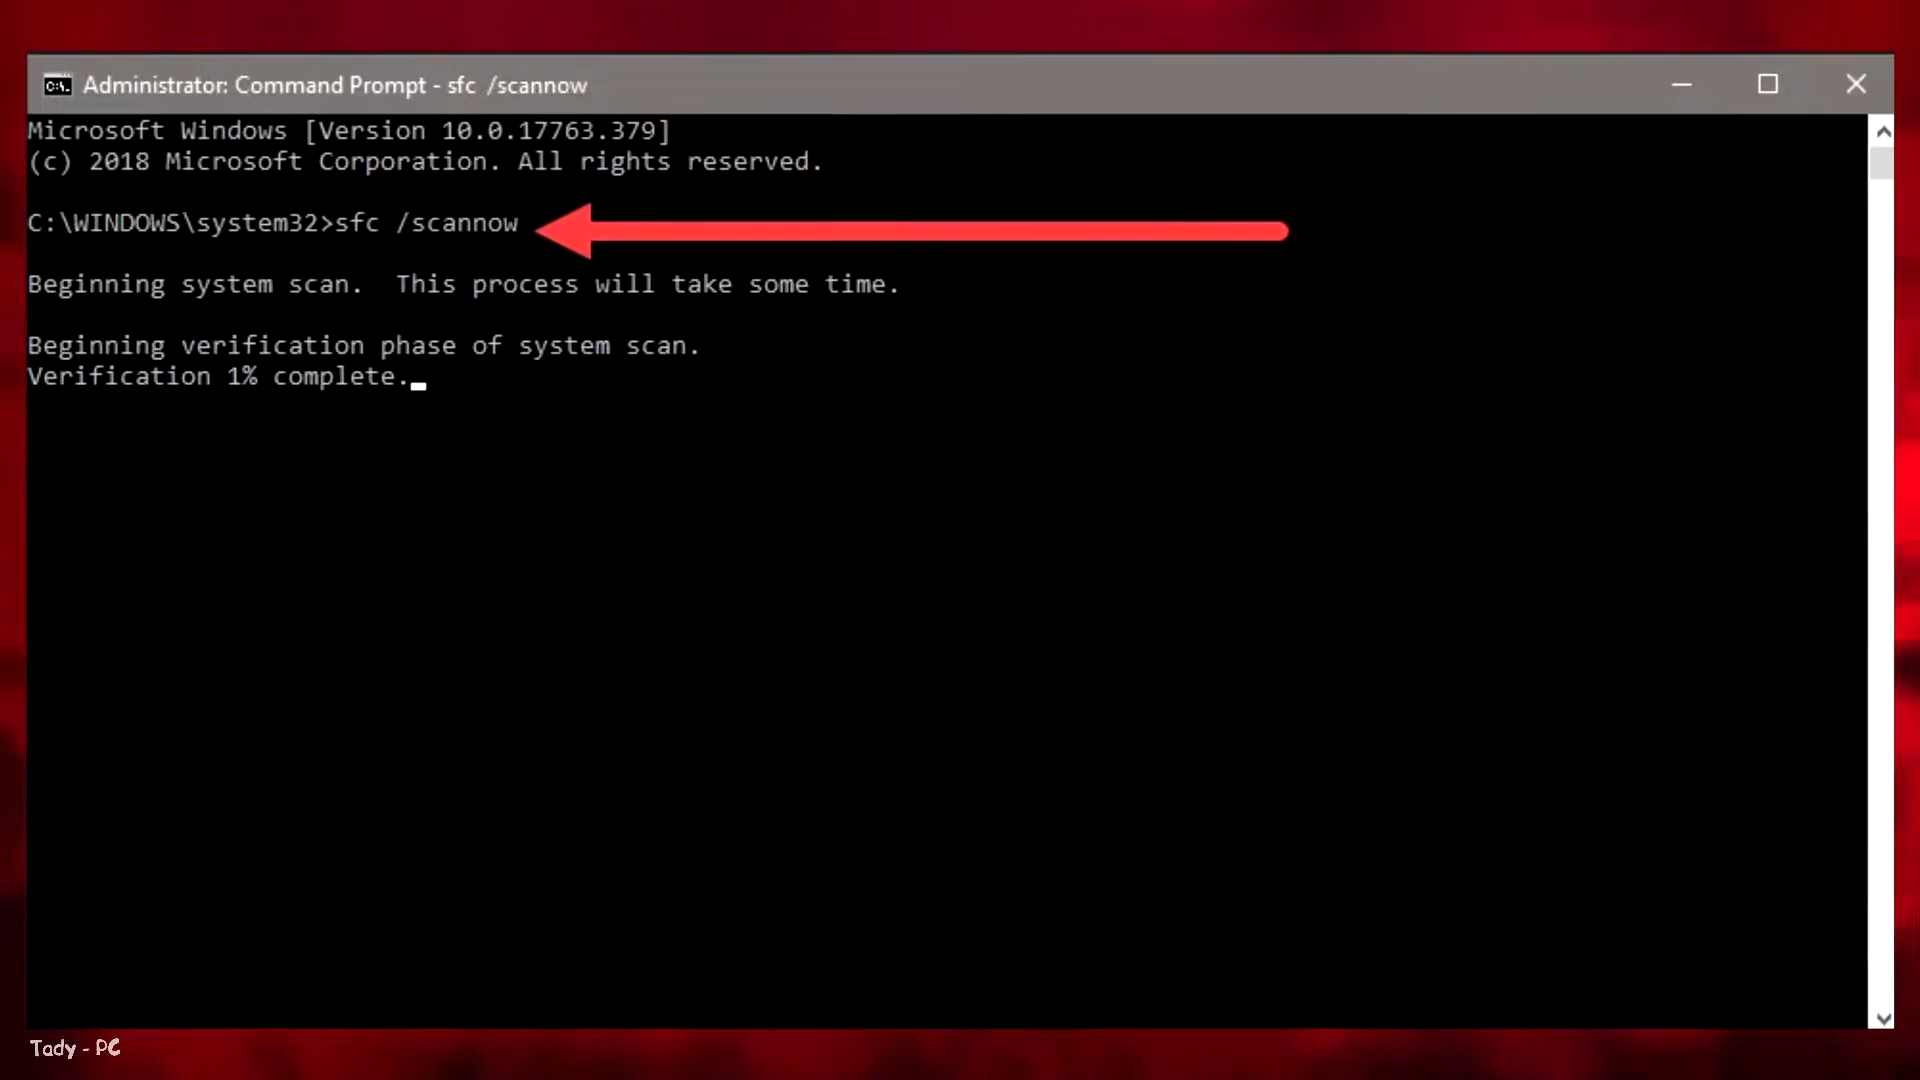 Administrator: Command Prompt - sfc  /scannow
Microsoft Windows [Version 10.0.17763.379]
(c) 2018 Microsoft Corporation. All rights reserved.
C:\WINDOWS\system32>sfc /scannow
Beginning system scan.  This process will take some time.
Beginning verification phase of system scan.
Verification 1% complete.
Tady - PC